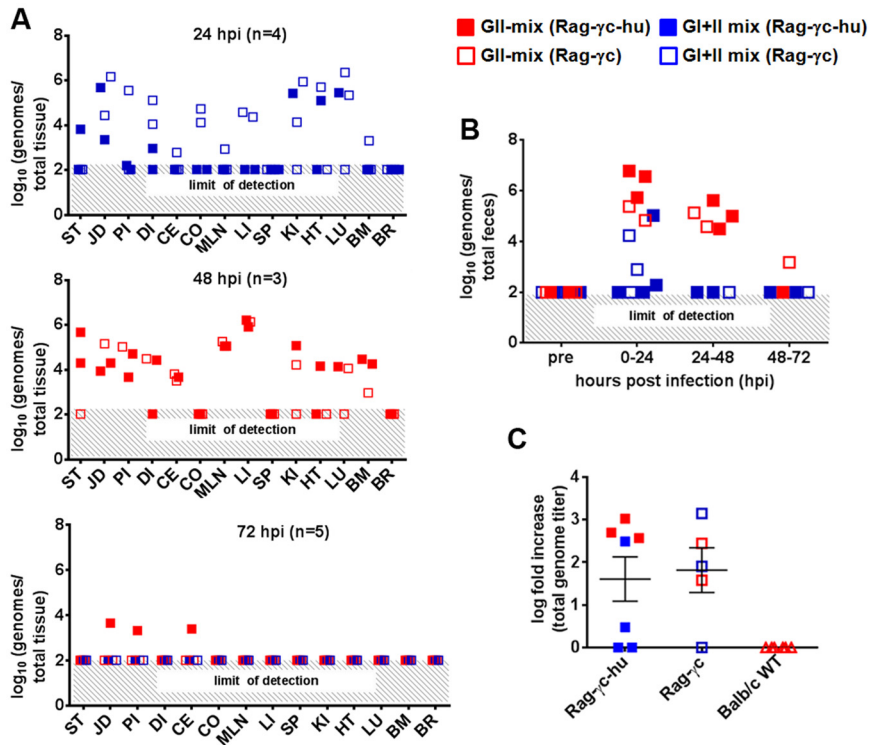 A
24 hpi (n=4)
log10 (genomes/
total tissue)
8
6
4
2
0
limit of detection
ST JD PI DI CE CO MLN LI SP KI HT LU BM BR
48 hpi (n=3)
log10 (genomes/
total tissue)
8
6
4
2
0
limit of detection
ST JD PI DI CE CO MLN LI SP KI HT LU BM BR
72 hpi (n=5)
log10 (genomes/
total tissue)
8
6
4
2
0
limit of detection
ST JD PI DI CE CO MLN LI SP KI HT LU BM BR
GII-mix (Rag-γc-hu) GI+II mix (Rag-γc-hu)
GII-mix (Rag-γc) GI+II mix (Rag-γc)
B
log10 (genomes/
total feces)
8
6
4
2
0
limit of detection
pre 0-24 24-48 48-72
hours post infection (hpi)
C
log fold increase
(total genome titer)
4
3
2
1
0
Rag-γc-hu Rag-γc Balb/c WT